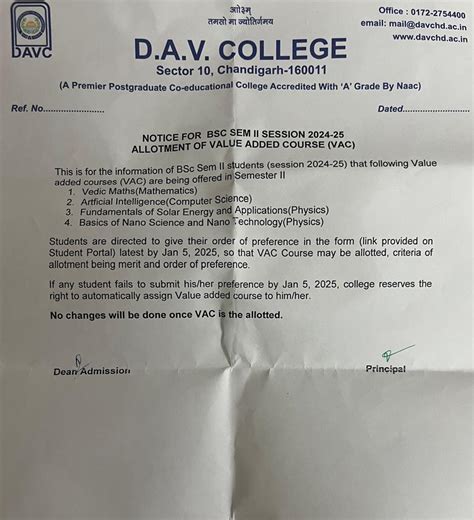 ओ३म्
तमसो मा ज्योतिर्गमय
Office : 0172-2754400
email: mail@davchd.ac.in
www.davchd.ac.in
DAVC
D.A.V. COLLEGE
Sector 10, Chandigarh-160011
(A Premier Postgraduate Co-educational College Accredited With 'A' Grade By Naac)
Ref. No.....................
Dated.....................
NOTICE FOR BSC SEM II SESSION 2024-25
ALLOTMENT OF VALUE ADDED COURSE (VAC)
This is for the information of BSc Sem II students (session 2024-25) that following Value
added courses (VAC) are being offered in Semester II
1. Vedic Maths(Mathematics)
2. Artficial Intelligence(Computer Science)
3. Fundamentals of Solar Energy and Applications(Physics)
4. Basics of Nano Science and Nano Technology(Physics)
Students are directed to give their order of preference in the form (link provided on
Student Portal) latest by Jan 5, 2025, so that VAC Course may be allotted, criteria of
allotment being merit and order of preference.
If any student fails to submit his/her preference by Jan 5, 2025, college reserves the
right to automatically assign Value added course to him/her.
No changes will be done once VAC is the allotted.
Dean Admission
Principal